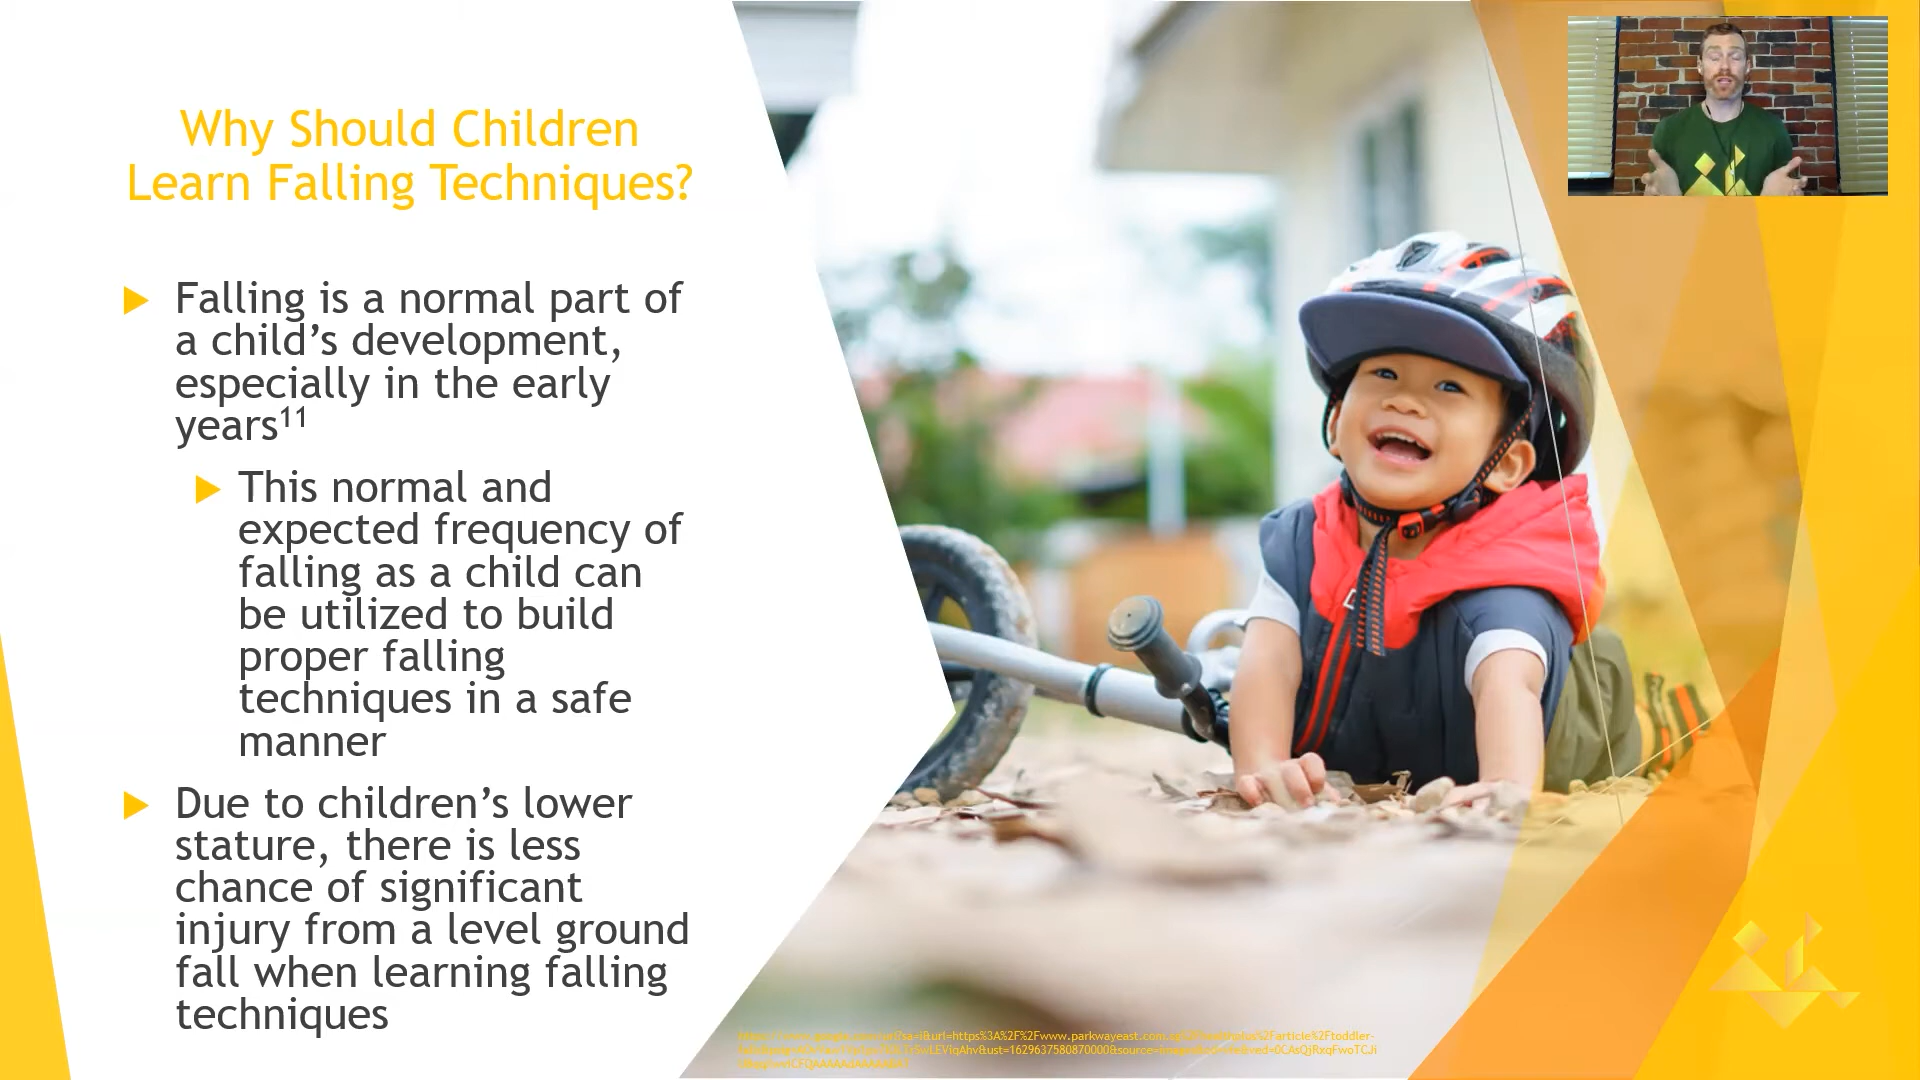 Why Should Children
Learn Falling Techniques?
Falling is a normal part of
a child’s development,
especially in the early
years¹¹
This normal and
expected frequency of
falling as a child can
be utilized to build
proper falling
techniques in a safe
manner
Due to children’s lower
stature, there is less
chance of significant
injury from a level ground
fall when learning falling
techniques